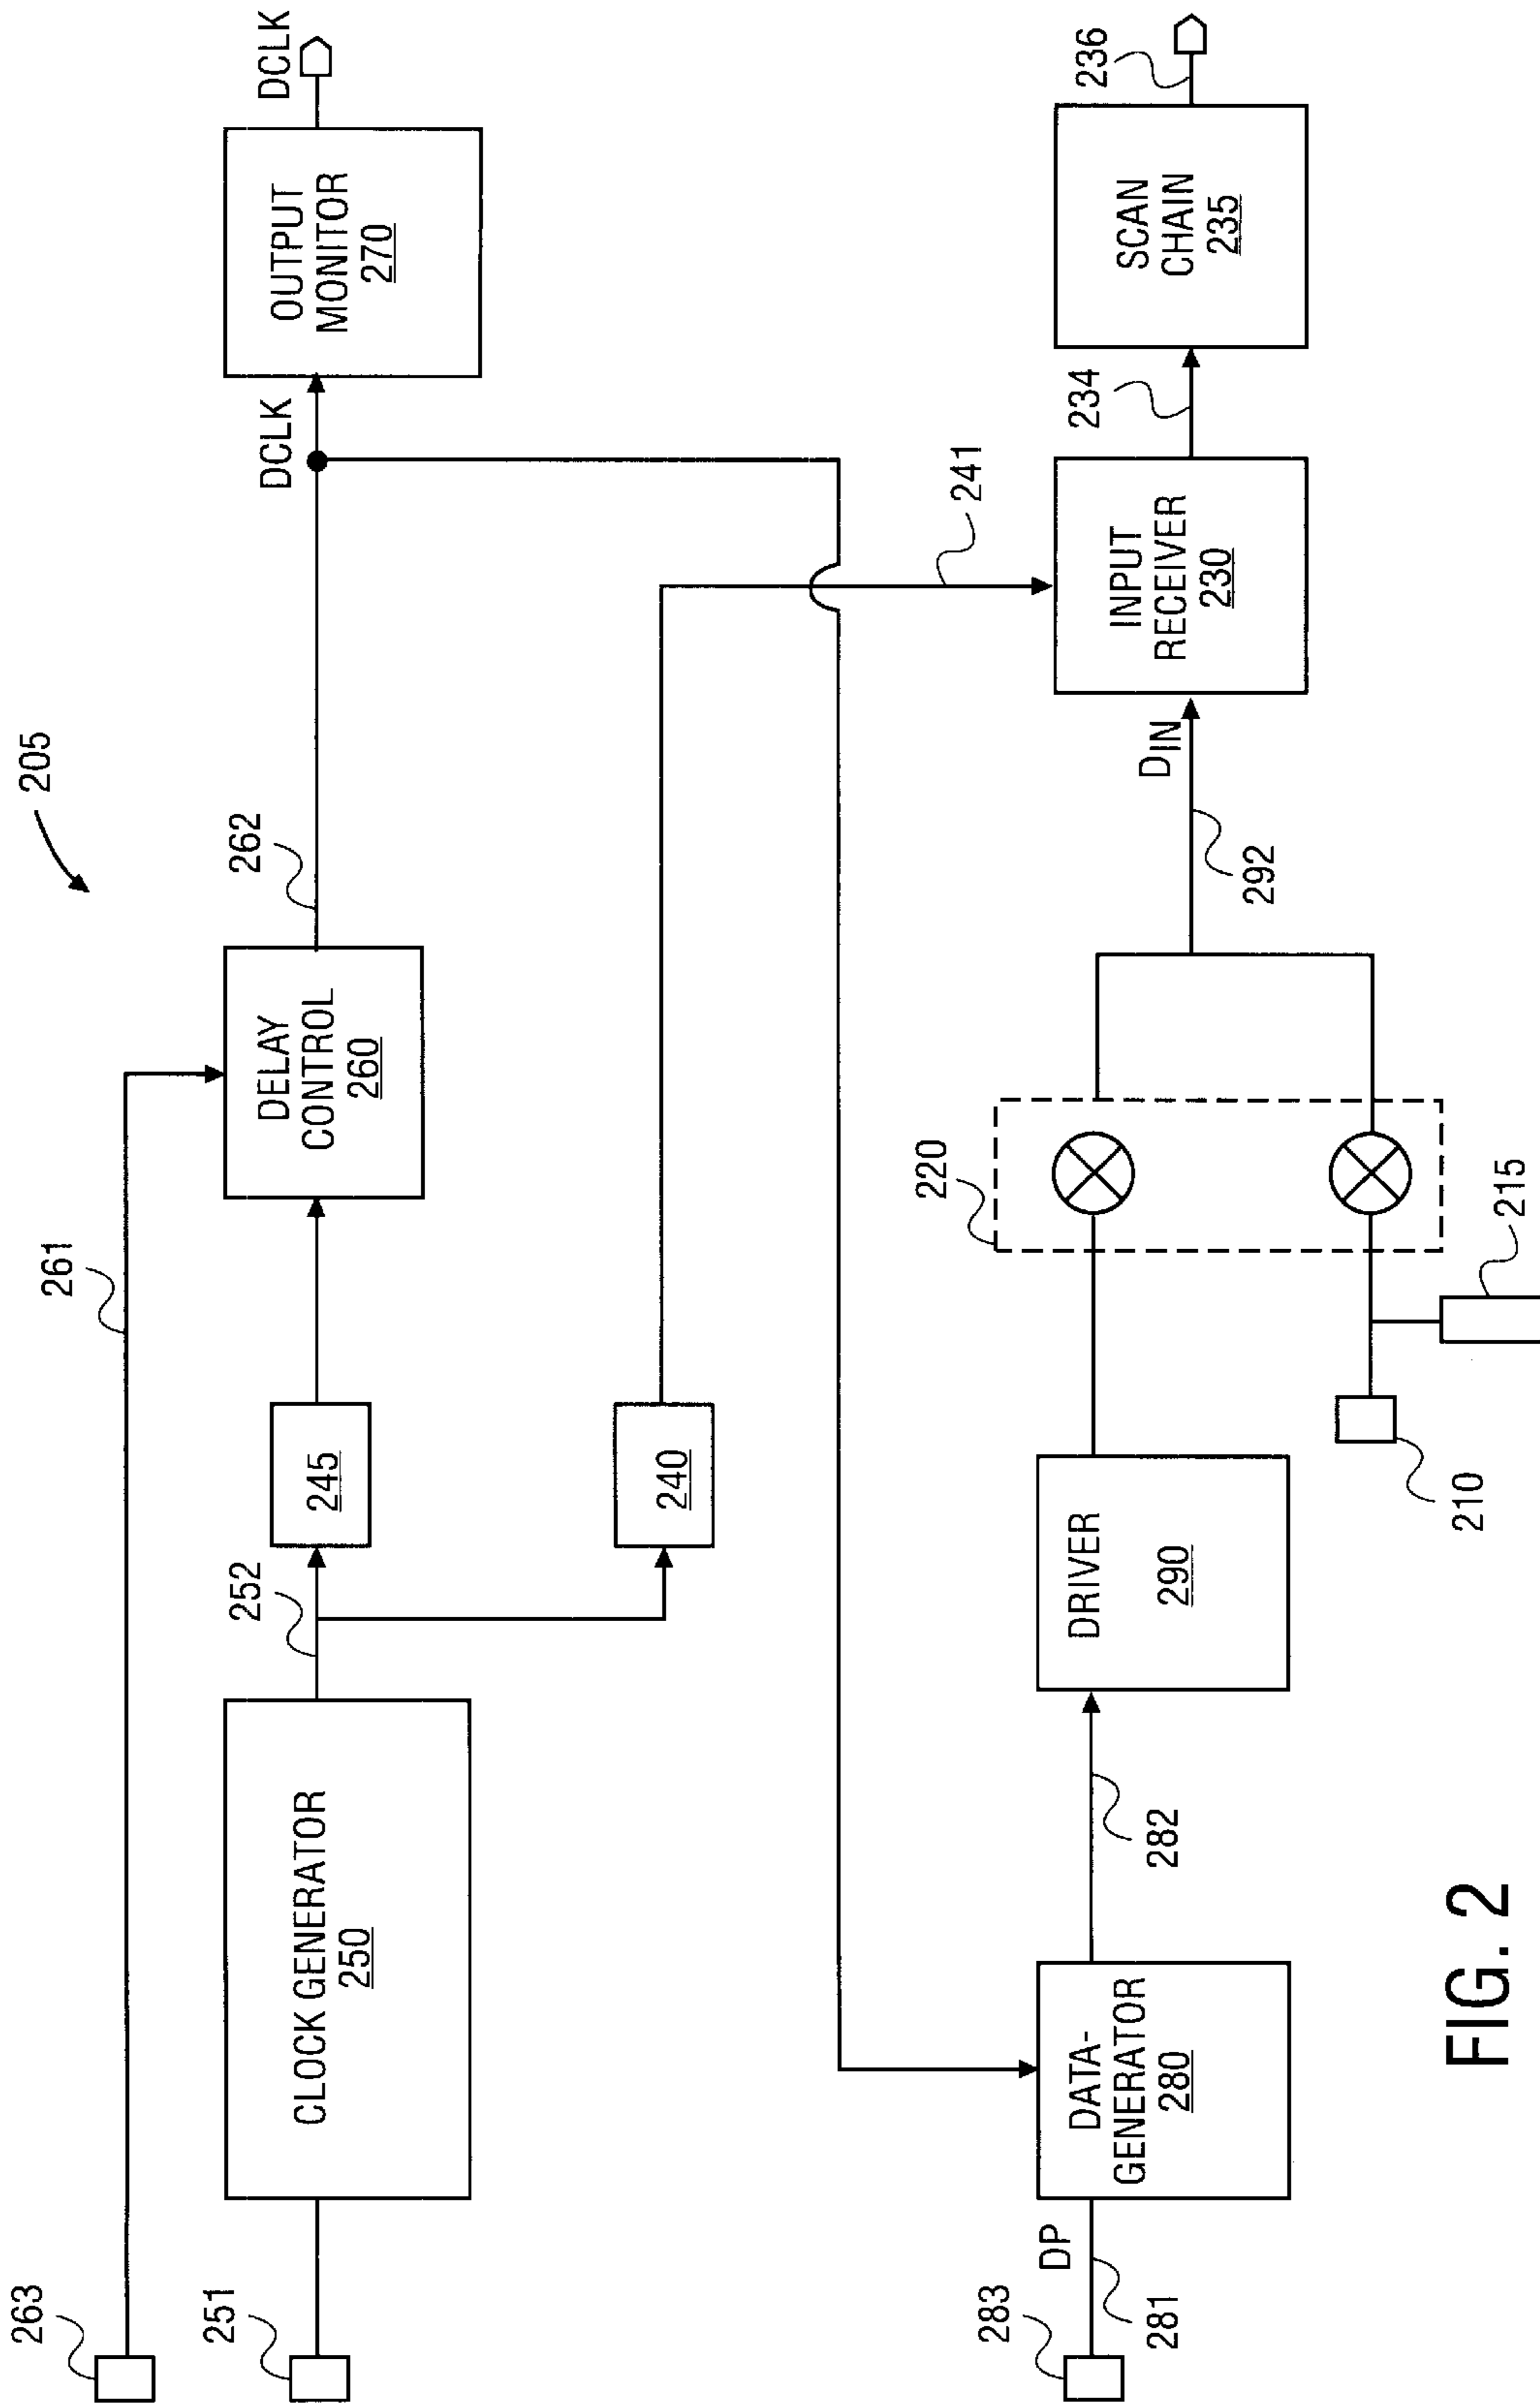 205
263
261
251
CLOCK GENERATOR
250
252
245
DELAY
CONTROL
260
262
DCLK
OUTPUT
MONITOR
270
DCLK
240
241
283
DP
281
DATA-
GENERATOR
280
282
DRIVER
290
220
210
215
292
DIN
INPUT
RECEIVER
230
234
SCAN
CHAIN
235
236
FIG. 2